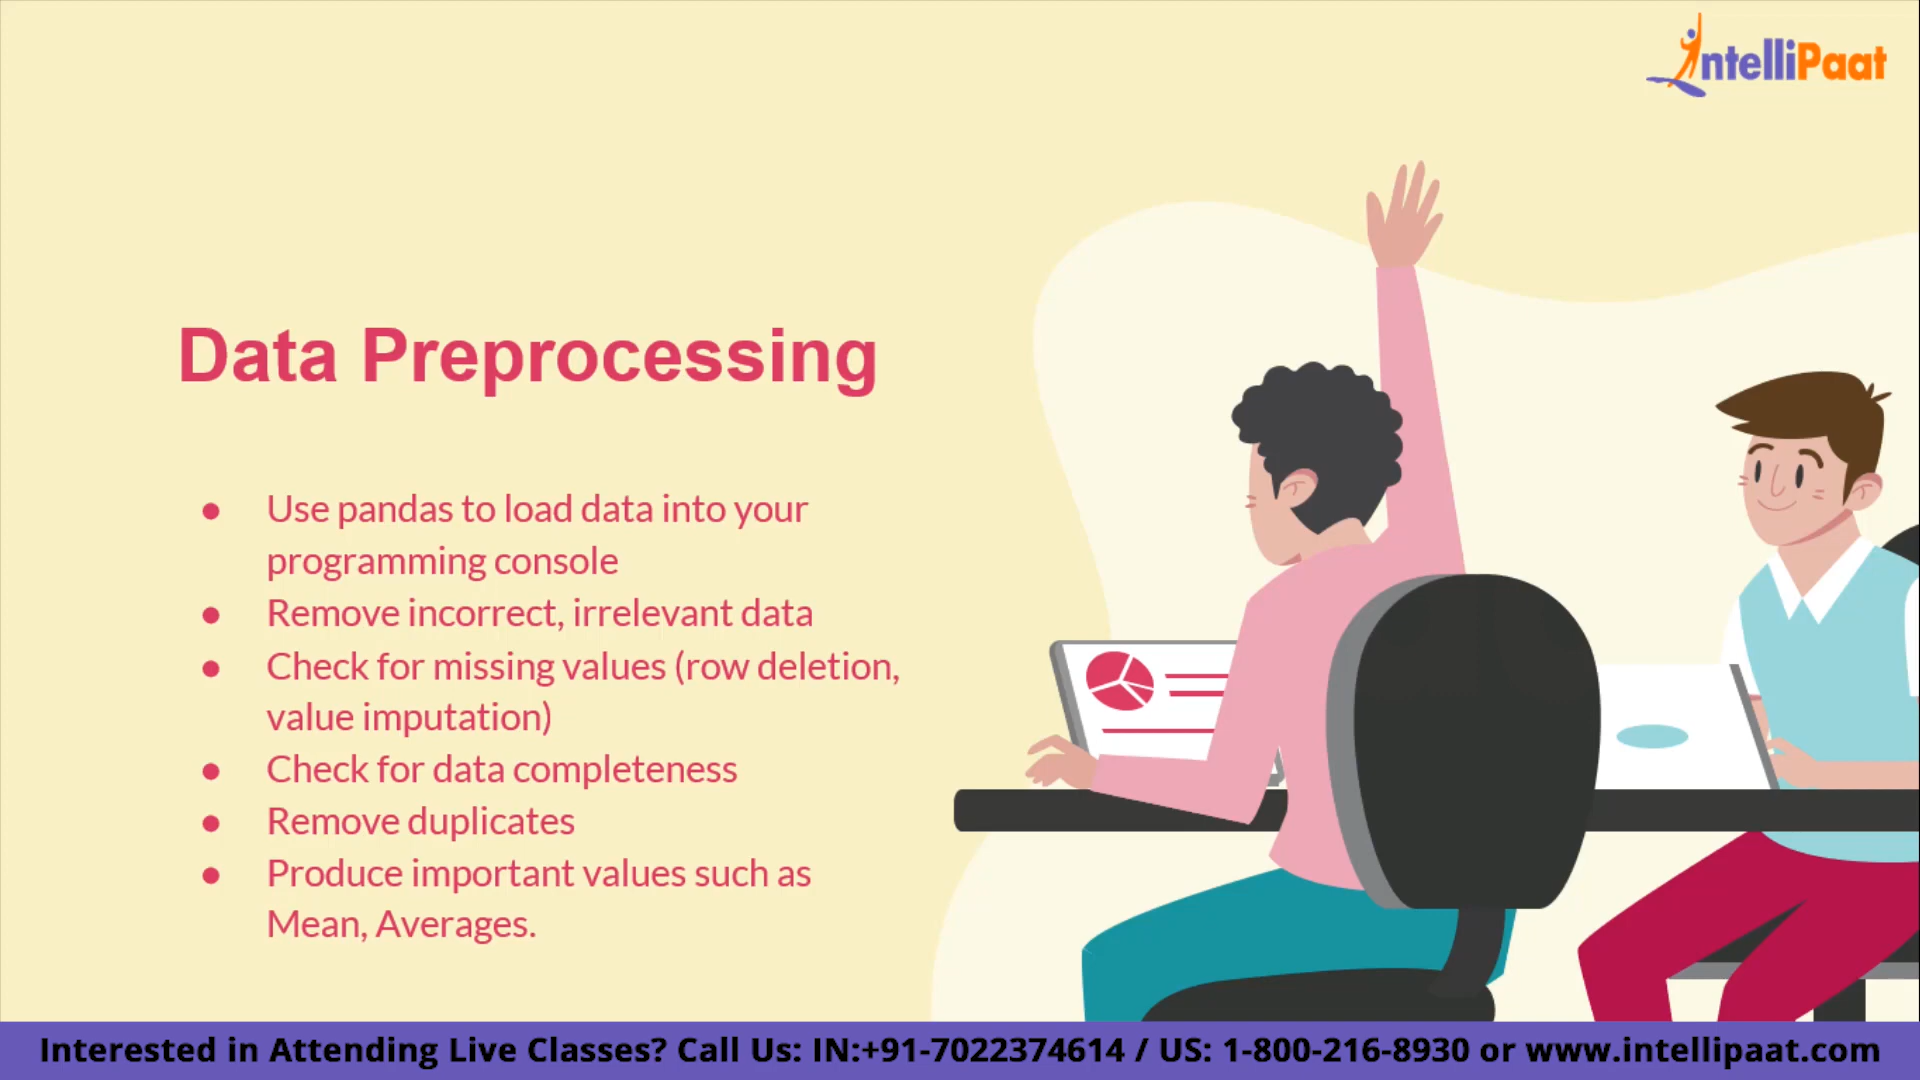 IntelliPaat
Data Preprocessing
● Use pandas to load data into your
programming console
● Remove incorrect, irrelevant data
● Check for missing values (row deletion,
value imputation)
● Check for data completeness
● Remove duplicates
● Produce important values such as
Mean, Averages.
Interested in Attending Live Classes? Call Us: IN:+91-7022374614 / US: 1-800-216-8930 or www.intellipaat.com